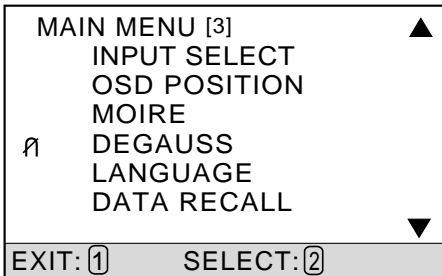 MAIN MENU [3]
INPUT SELECT
OSD POSITION
MOIRE
DEGAUSS
LANGUAGE
DATA RECALL
EXIT: 1 SELECT: 2